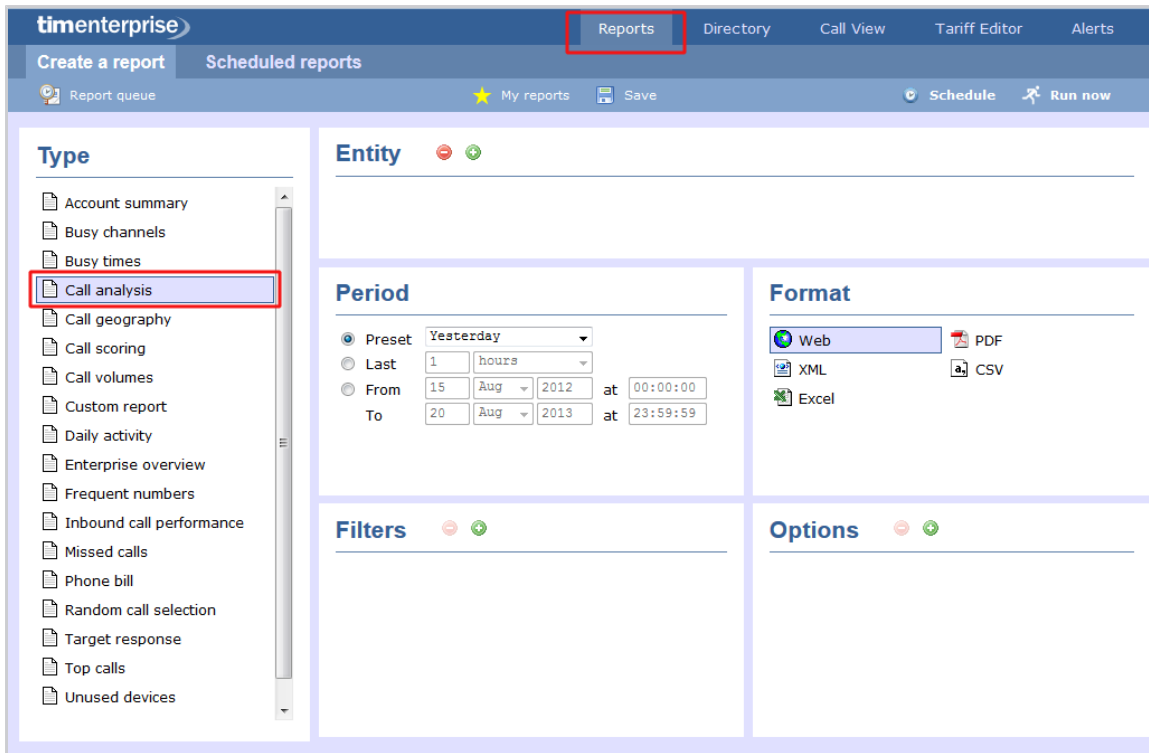 timenterprise
Reports Directory Call View Tariff Editor Alerts
Create a report Scheduled reports
Report queue My reports Save Schedule Run now
Type
Account summary
Busy channels
Busy times
Call analysis
Call geography
Call scoring
Call volumes
Custom report
Daily activity
Enterprise overview
Frequent numbers
Inbound call performance
Missed calls
Phone bill
Random call selection
Target response
Top calls
Unused devices
Entity
Period
Preset Yesterday
Last 1 hours
From 15 Aug 2012 at 00:00:00
To 20 Aug 2013 at 23:59:59
Format
Web PDF
XML CSV
Excel
Filters
Options